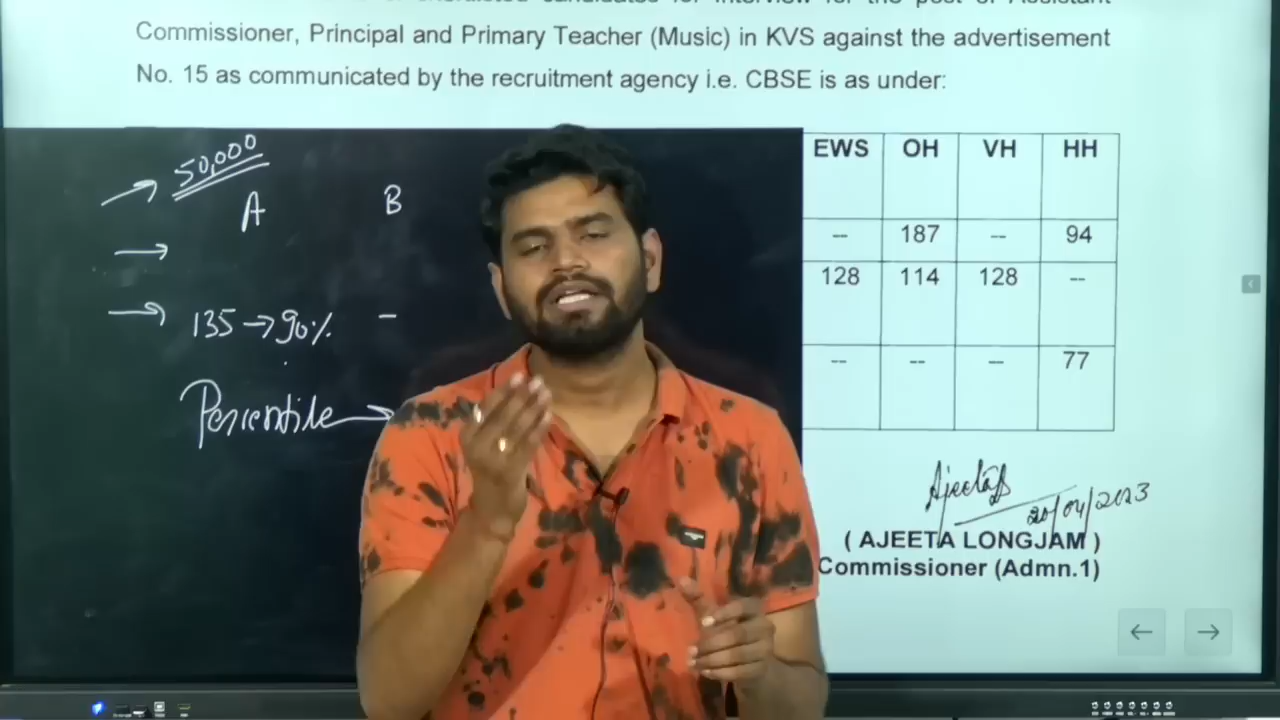 Commissioner, Principal and Primary Teacher (Music) in KVS against the advertisement
No. 15 as communicated by the recruitment agency i.e. CBSE is as under:
50,000
A B
135 → 90%. -
Percentile →
EWS OH VH HH
-- 187 -- 94
128 114 128 --
-- -- -- 77
20/04/2023
( AJEETA LONGJAM )
Commissioner (Admn.1)